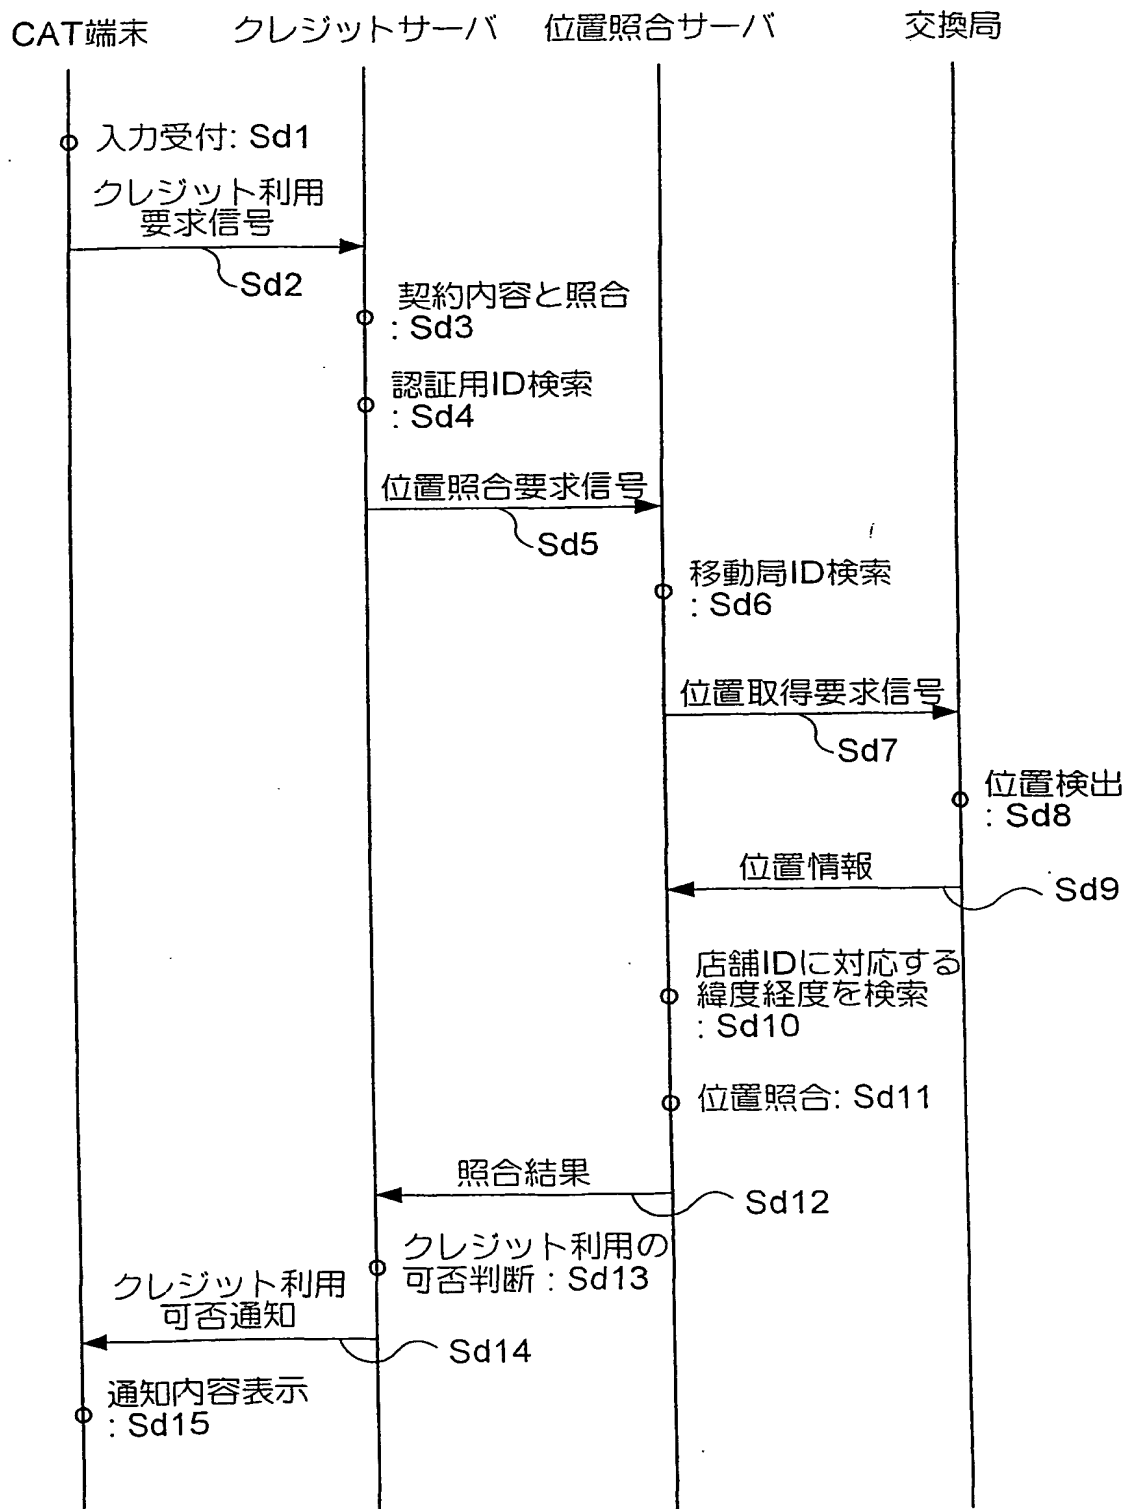 CAT端末
クレジットサーバ
位置照合サーバ
交換局
入力受付: Sd1
クレジット利用
要求信号
Sd2
契約内容と照合
: Sd3
認証用ID検索
: Sd4
位置照合要求信号
Sd5
移動局ID検索
: Sd6
位置取得要求信号
Sd7
位置検出
: Sd8
位置情報
Sd9
店舗IDに対応する
緯度経度を検索
: Sd10
位置照合: Sd11
照合結果
Sd12
クレジット利用の
可否判断 : Sd13
クレジット利用
可否通知
Sd14
通知内容表示
: Sd15